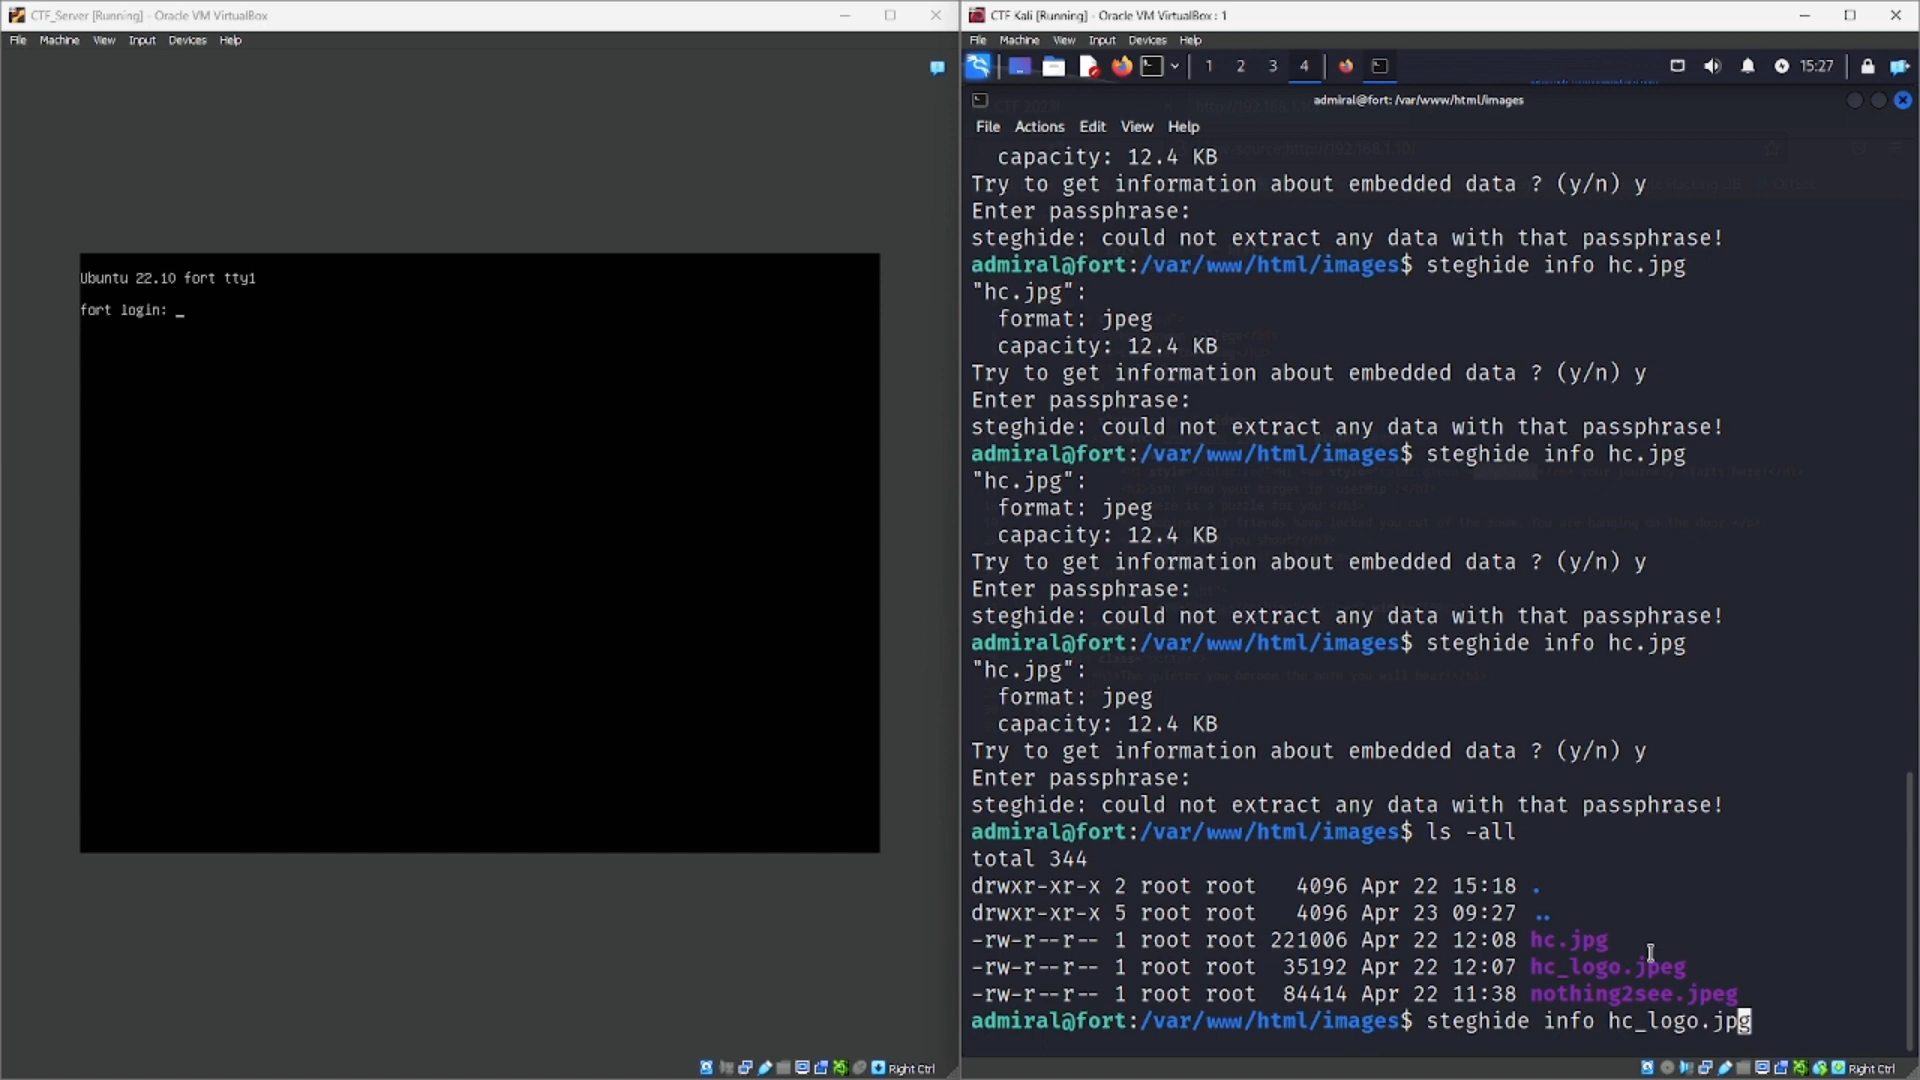 CTF_Server [Running] - Oracle VM VirtualBox
File Machine View Input Devices Help
Ubuntu 22.10 fort tty1
fort login: _
Right Ctrl
CTF Kali [Running] - Oracle VM VirtualBox : 1
File Machine View Input Devices Help
1 2 3 4 15:27
admiral@fort: /var/www/html/images
File Actions Edit View Help
capacity: 12.4 KB
Try to get information about embedded data ? (y/n) y
Enter passphrase:
steghide: could not extract any data with that passphrase!
admiral@fort:/var/www/html/images$ steghide info hc.jpg
"hc.jpg":
format: jpeg
capacity: 12.4 KB
Try to get information about embedded data ? (y/n) y
Enter passphrase:
steghide: could not extract any data with that passphrase!
admiral@fort:/var/www/html/images$ steghide info hc.jpg
"hc.jpg":
format: jpeg
capacity: 12.4 KB
Try to get information about embedded data ? (y/n) y
Enter passphrase:
steghide: could not extract any data with that passphrase!
admiral@fort:/var/www/html/images$ steghide info hc.jpg
"hc.jpg":
format: jpeg
capacity: 12.4 KB
Try to get information about embedded data ? (y/n) y
Enter passphrase:
steghide: could not extract any data with that passphrase!
admiral@fort:/var/www/html/images$ ls -all
total 344
drwxr-xr-x 2 root root 4096 Apr 22 15:18 .
drwxr-xr-x 5 root root 4096 Apr 23 09:27 ..
-rw-r--r-- 1 root root 221006 Apr 22 12:08 hc.jpg
-rw-r--r-- 1 root root 35192 Apr 22 12:07 hc_logo.jpeg
-rw-r--r-- 1 root root 84414 Apr 22 11:38 nothing2see.jpeg
admiral@fort:/var/www/html/images$ steghide info hc_logo.jpg
Right Ctrl